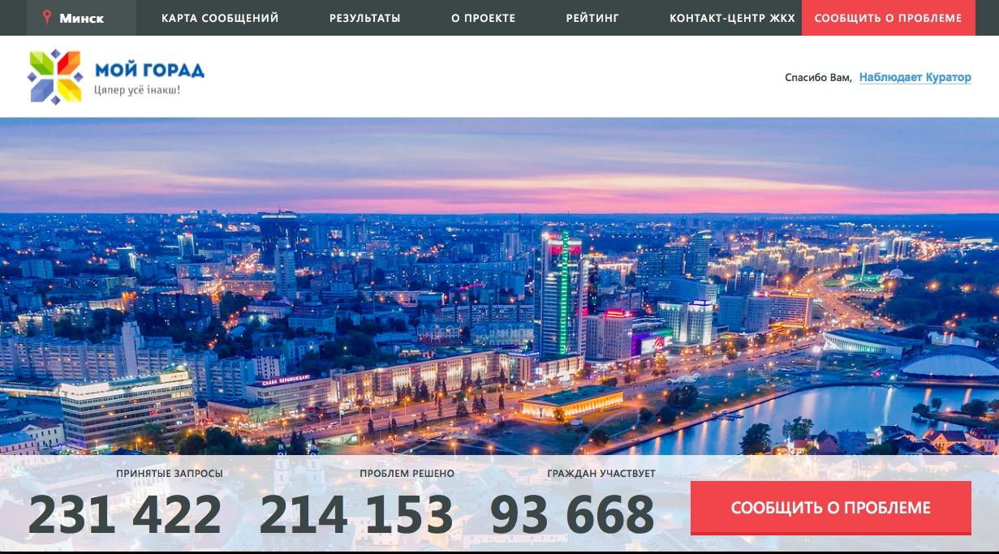 Минск
КАРТА СООБЩЕНИЙ
РЕЗУЛЬТАТЫ
О ПРОЕКТЕ
РЕЙТИНГ
КОНТАКТ-ЦЕНТР ЖКХ
СООБЩИТЬ О ПРОБЛЕМЕ
МОЙ ГОРАД
Цяпер усё інакш!
Спасибо Вам, Наблюдает Куратор
СЛАВА ПЕРАМОЖЦАМ!
ПРИНЯТЫЕ ЗАПРОСЫ
231 422
ПРОБЛЕМ РЕШЕНО
214 153
ГРАЖДАН УЧАСТВУЕТ
93 668
СООБЩИТЬ О ПРОБЛЕМЕ